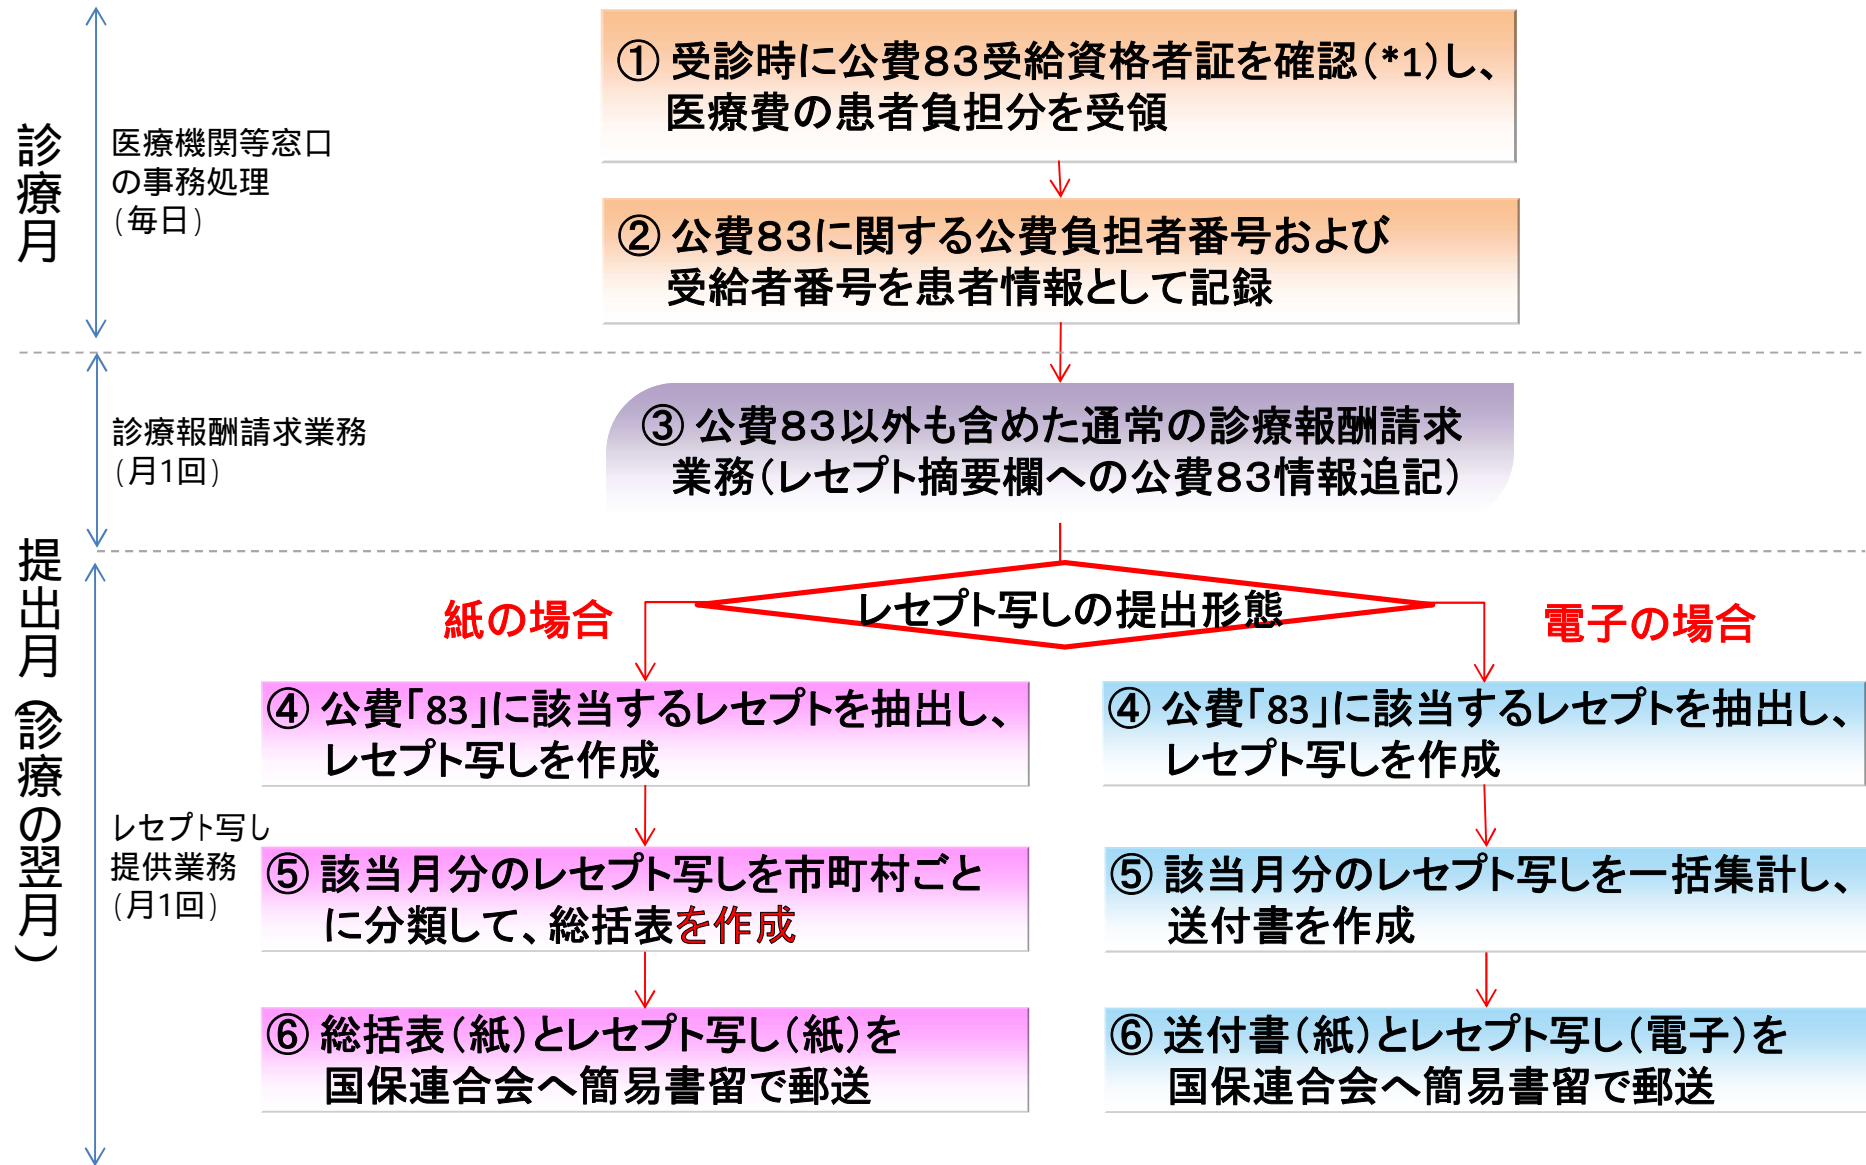 診療月
医療機関等窓口
の事務処理
(毎日)
① 受診時に公費83受給資格者証を確認(*1)し、
医療費の患者負担分を受領
② 公費83に関する公費負担者番号および
受給者番号を患者情報として記録
提出月(診療の翌月)
診療報酬請求業務
(月1回)
③ 公費83以外も含めた通常の診療報酬請求
業務(レセプト摘要欄への公費83情報追記)
レセプト写し
提供業務
(月1回)
レセプト写しの提出形態
紙の場合
④ 公費「83」に該当するレセプトを抽出し、
レセプト写しを作成
⑤ 該当月分のレセプト写しを市町村ごと
に分類して、総括表を作成
⑥ 総括表(紙)とレセプト写し(紙)を
国保連合会へ簡易書留で郵送
電子の場合
④ 公費「83」に該当するレセプトを抽出し、
レセプト写しを作成
⑤ 該当月分のレセプト写しを一括集計し、
送付書を作成
⑥ 送付書(紙)とレセプト写し(電子)を
国保連合会へ簡易書留で郵送